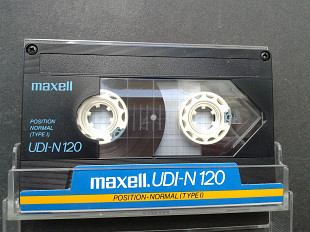 maxell
POSITION
NORMAL
(TYPE I)
UDI-N 120
maxell. UDI-N 120
POSITION·NORMAL (TYPE I)